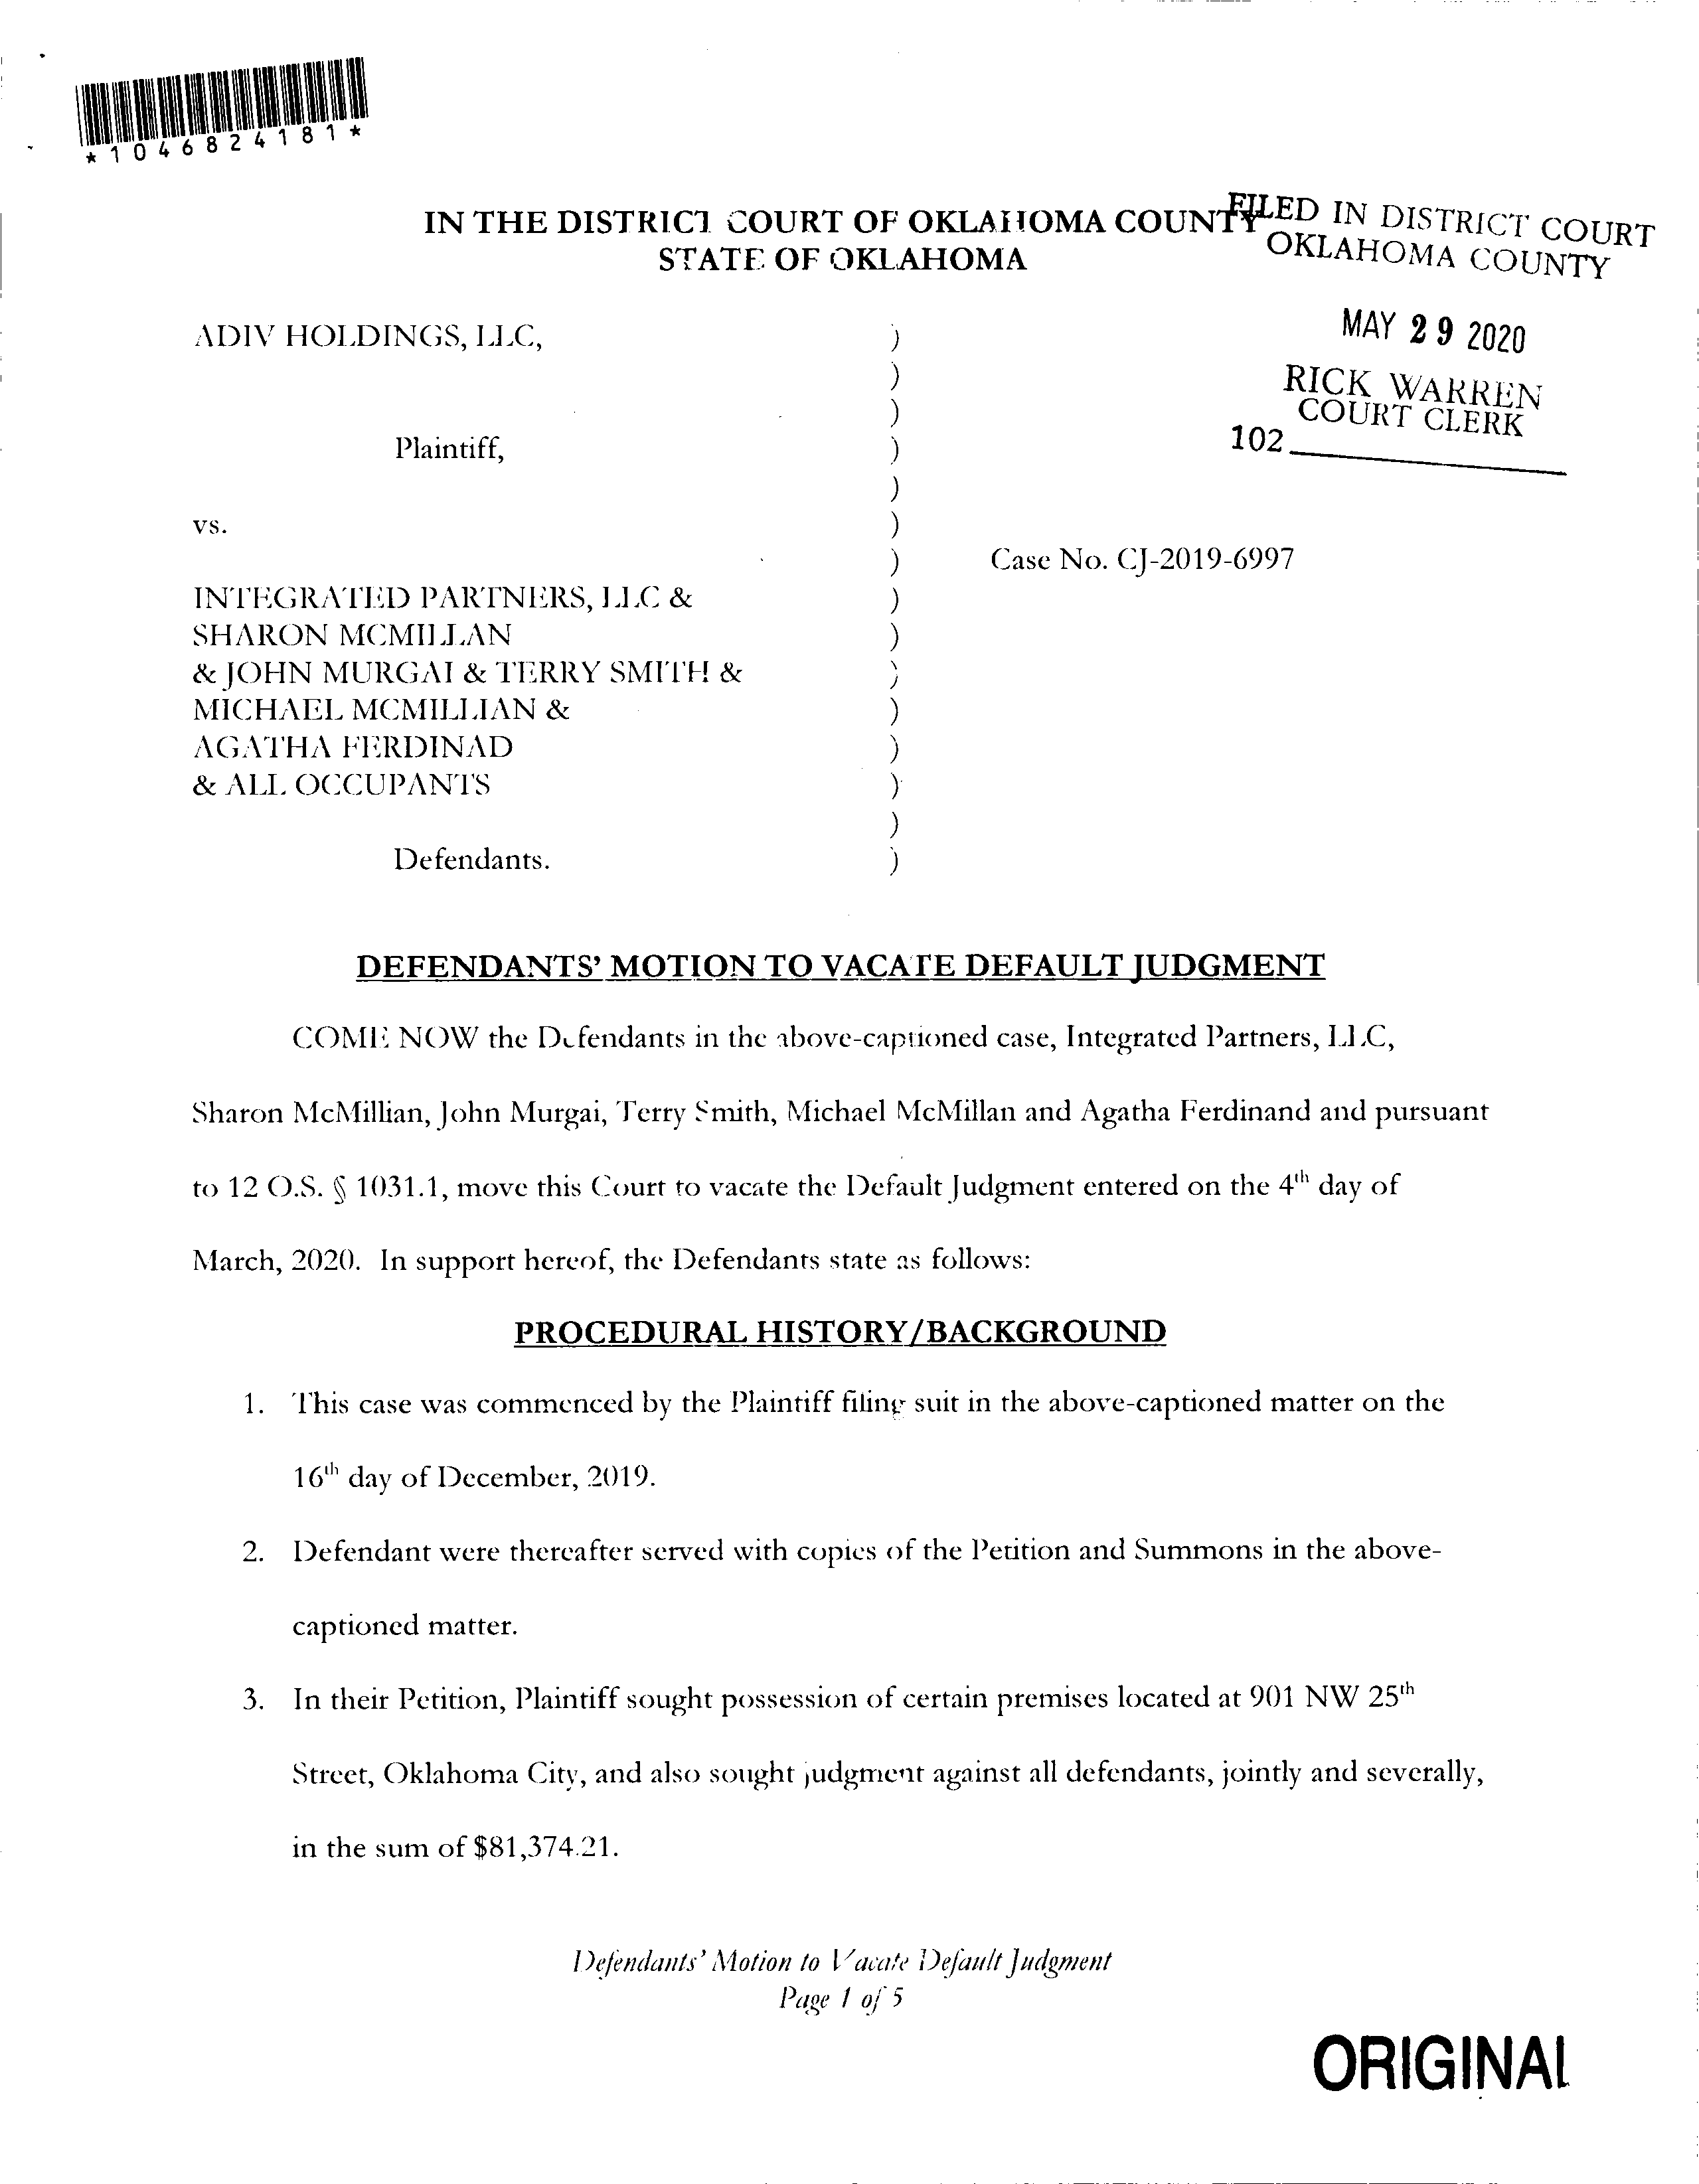 *1046824181*
IN THE DISTRICT COURT OF OKLAHOMA COUNTY
STATE OF OKLAHOMA
FILED IN DISTRICT COURT
OKLAHOMA COUNTY
MAY 29 2020
RICK WARREN
COURT CLERK
102
ADIV HOLDINGS, LLC,
Plaintiff,
vs.
Case No. CJ-2019-6997
INTEGRATED PARTNERS, LLC &
SHARON MCMILLAN
& JOHN MURGAI & TERRY SMITH &
MICHAEL MCMILLIAN &
AGATHA FERDINAD
& ALL OCCUPANTS
Defendants.
DEFENDANTS' MOTION TO VACATE DEFAULT JUDGMENT
COME NOW the Defendants in the above-captioned case, Integrated Partners, LLC,
Sharon McMillian, John Murgai, Terry Smith, Michael McMillan and Agatha Ferdinand and pursuant
to 12 O.S. § 1031.1, move this Court to vacate the Default Judgment entered on the 4th day of
March, 2020. In support hereof, the Defendants state as follows:
PROCEDURAL HISTORY/BACKGROUND
1. This case was commenced by the Plaintiff filing suit in the above-captioned matter on the
16th day of December, 2019.
2. Defendant were thereafter served with copies of the Petition and Summons in the above-
captioned matter.
3. In their Petition, Plaintiff sought possession of certain premises located at 901 NW 25th
Street, Oklahoma City, and also sought judgment against all defendants, jointly and severally,
in the sum of $81,374.21.
Defendants' Motion to Vacate Default Judgment
Page 1 of 5
ORIGINAL